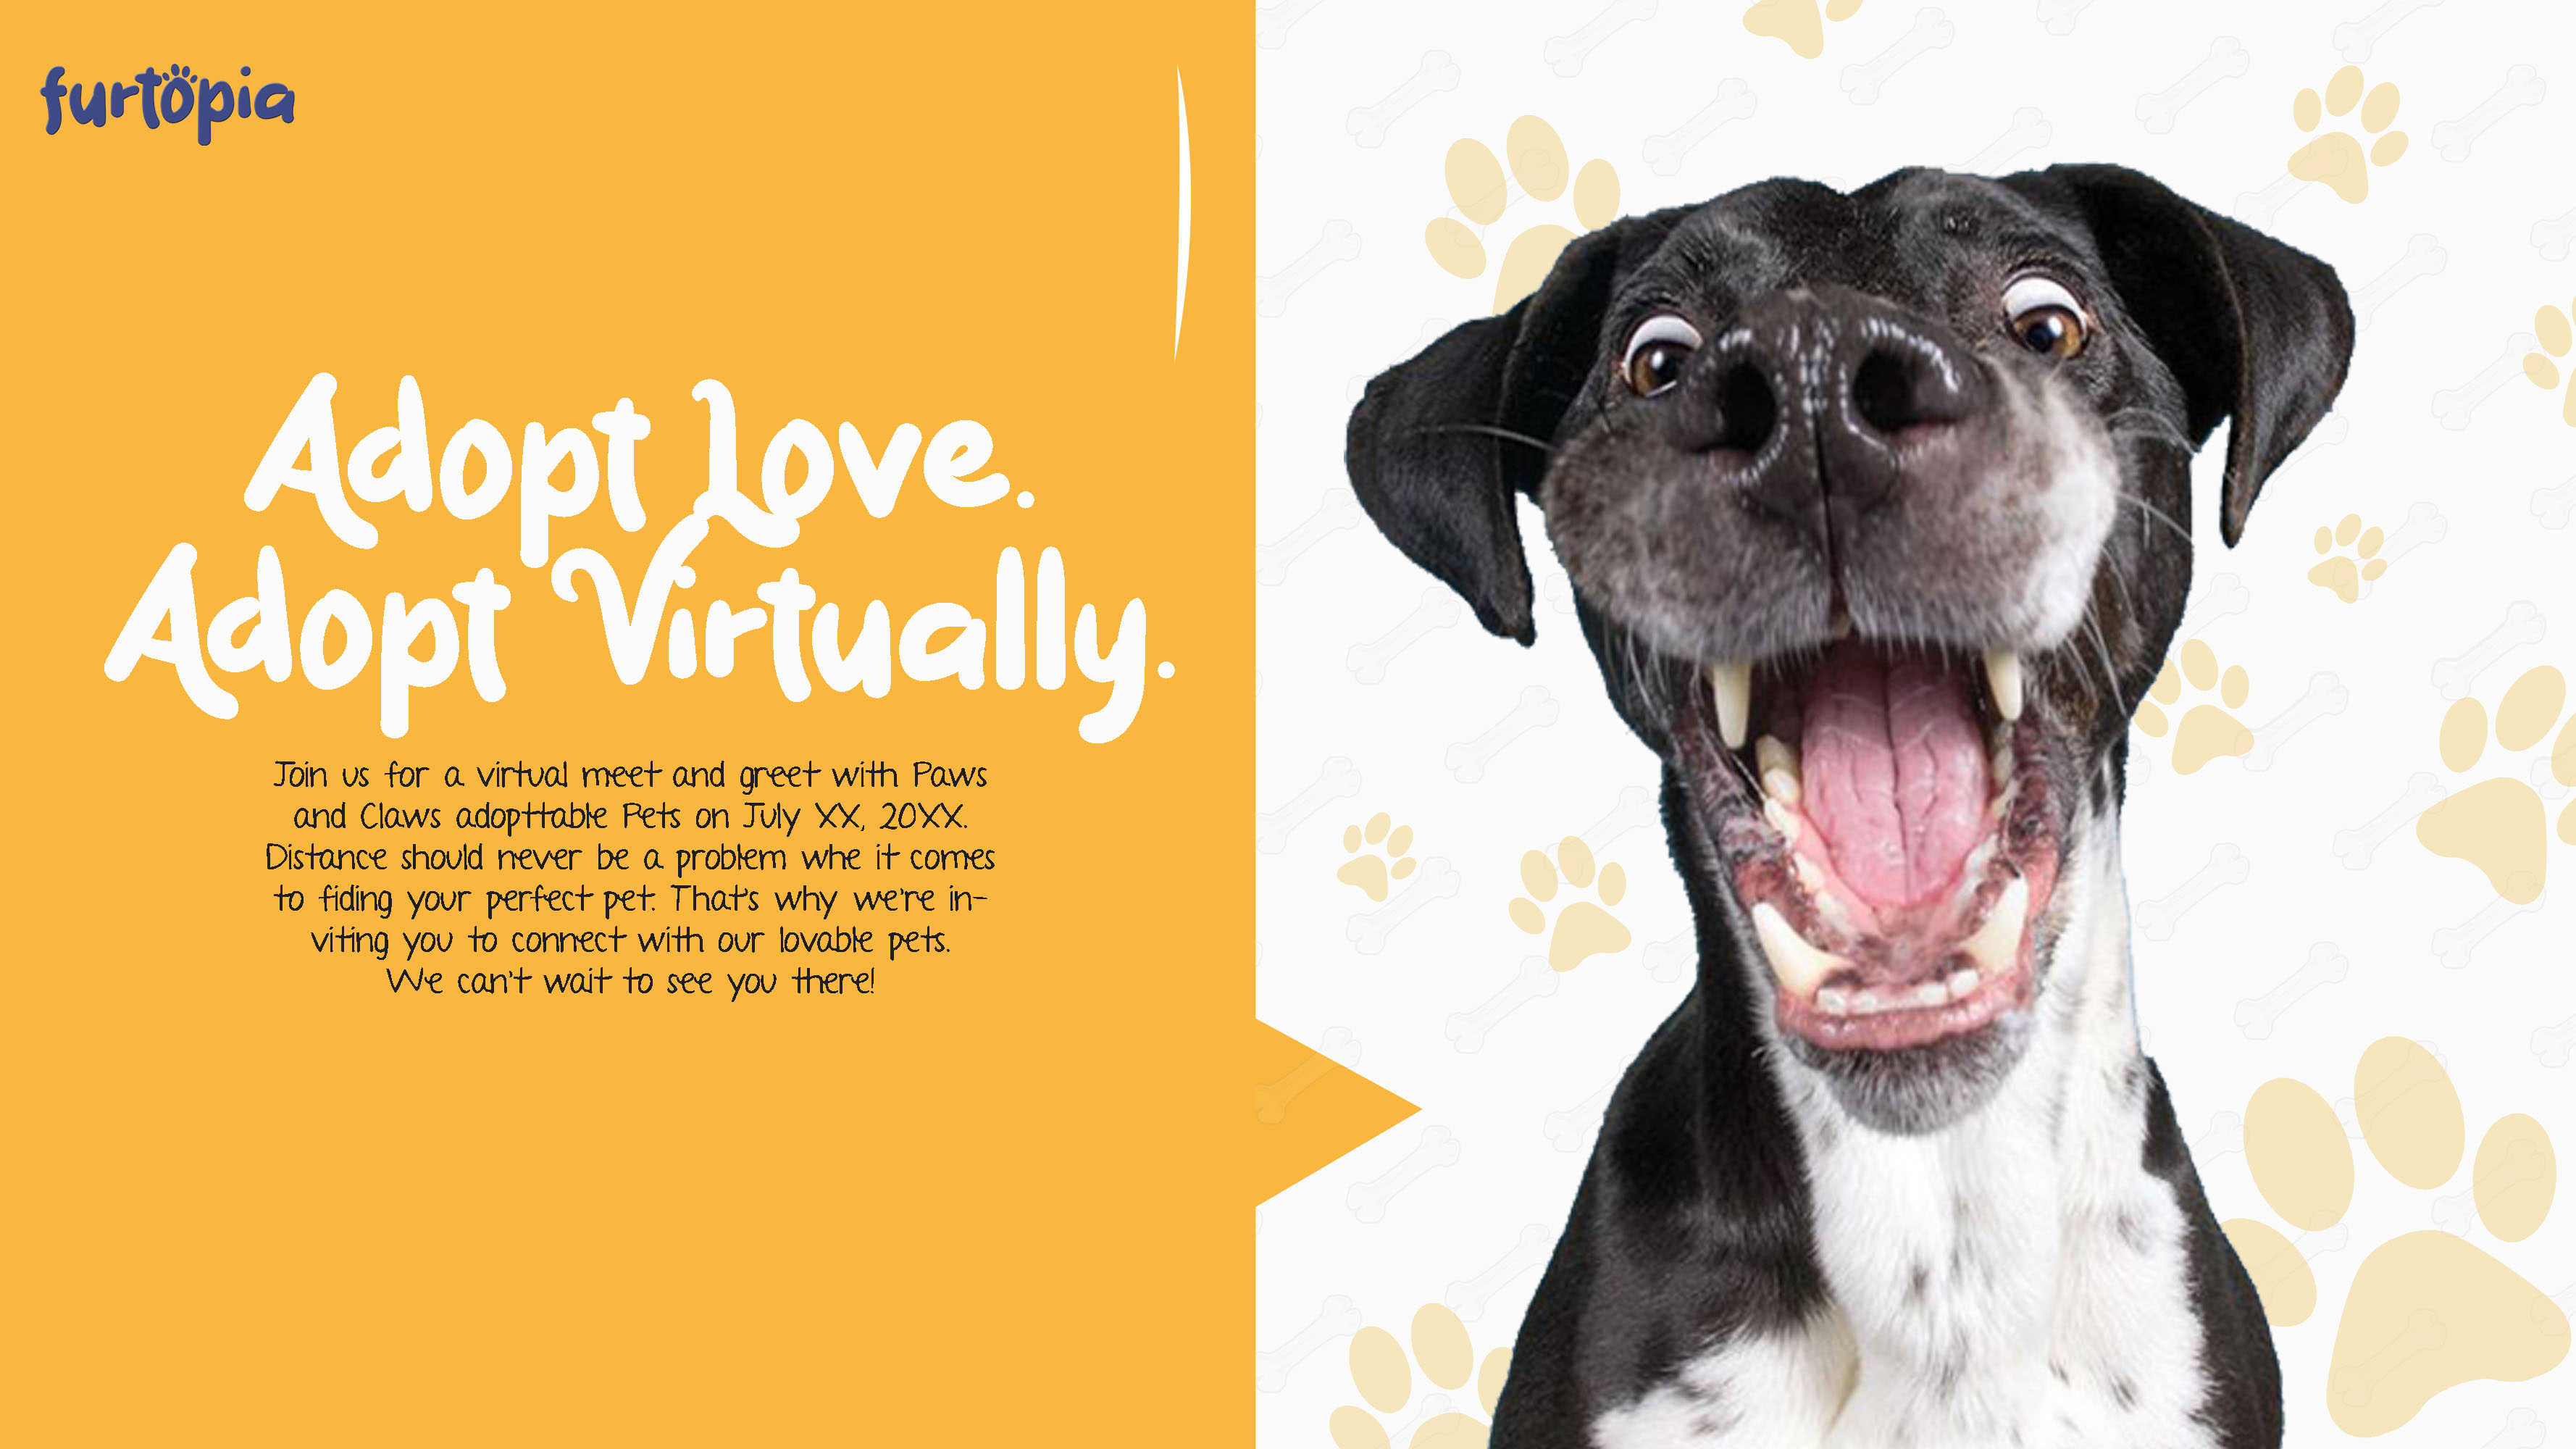 furtopia
Adopt Love.
Adopt Virtually.
Join us for a virtual meet and greet with Paws
and Claws adopttable Pets on July XX, 20XX.
Distance should never be a problem whe it comes
to fiding your perfect pet. That's why we're in-
viting you to connect with our lovable pets.
We can't wait to see you there!